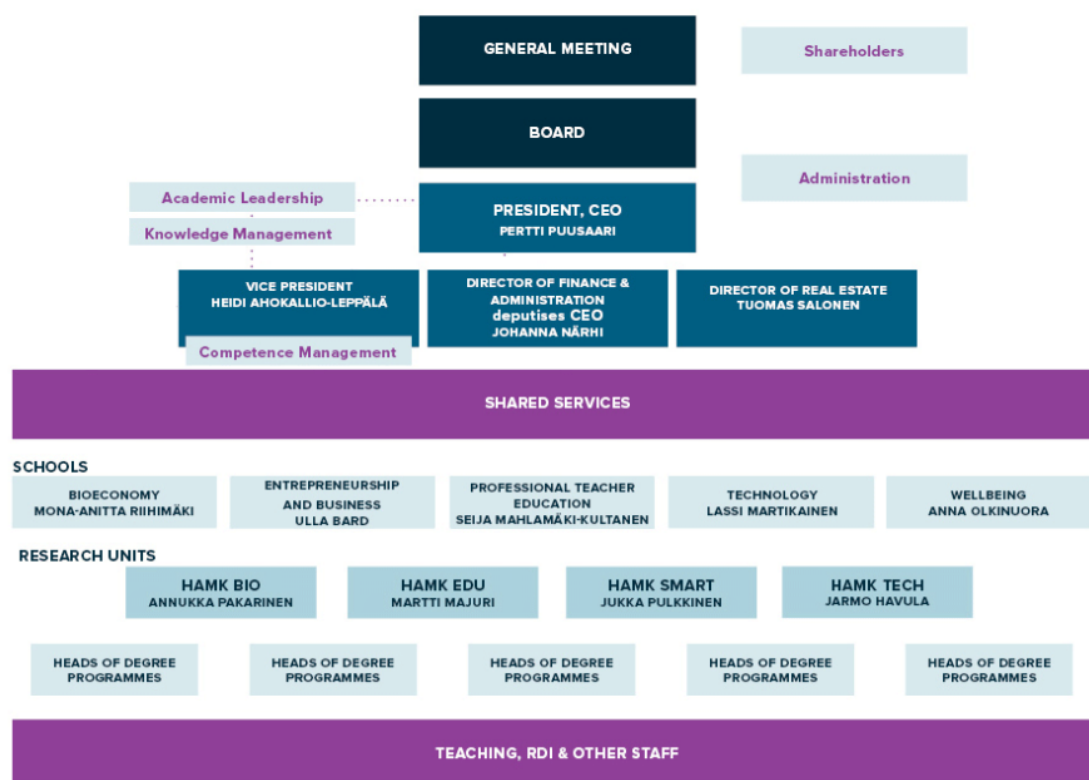 GENERAL MEETING
Shareholders
BOARD
Administration
Academic Leadership
Knowledge Management
PRESIDENT, CEO
PERTTI PUUSAARI
VICE PRESIDENT
HEIDI AHOKALLIO-LEPPÄLÄ
Competence Management
DIRECTOR OF FINANCE &
ADMINISTRATION
deputises CEO
JOHANNA NÄRHI
DIRECTOR OF REAL ESTATE
TUOMAS SALONEN
SHARED SERVICES
SCHOOLS
BIOECONOMY
MONA-ANITTA RIIHIMÄKI
ENTREPRENEURSHIP
AND BUSINESS
ULLA BARD
PROFESSIONAL TEACHER
EDUCATION
SEIJA MAHLAMÄKI-KULTANEN
TECHNOLOGY
LASSI MARTIKAINEN
WELLBEING
ANNA OLKINUORA
RESEARCH UNITS
HAMK BIO
ANNUKKA PAKARINEN
HAMK EDU
MARTTI MAJURI
HAMK SMART
JUKKA PULKKINEN
HAMK TECH
JARMO HAVULA
HEADS OF DEGREE
PROGRAMMES
HEADS OF DEGREE
PROGRAMMES
HEADS OF DEGREE
PROGRAMMES
HEADS OF DEGREE
PROGRAMMES
HEADS OF DEGREE
PROGRAMMES
TEACHING, RDI & OTHER STAFF